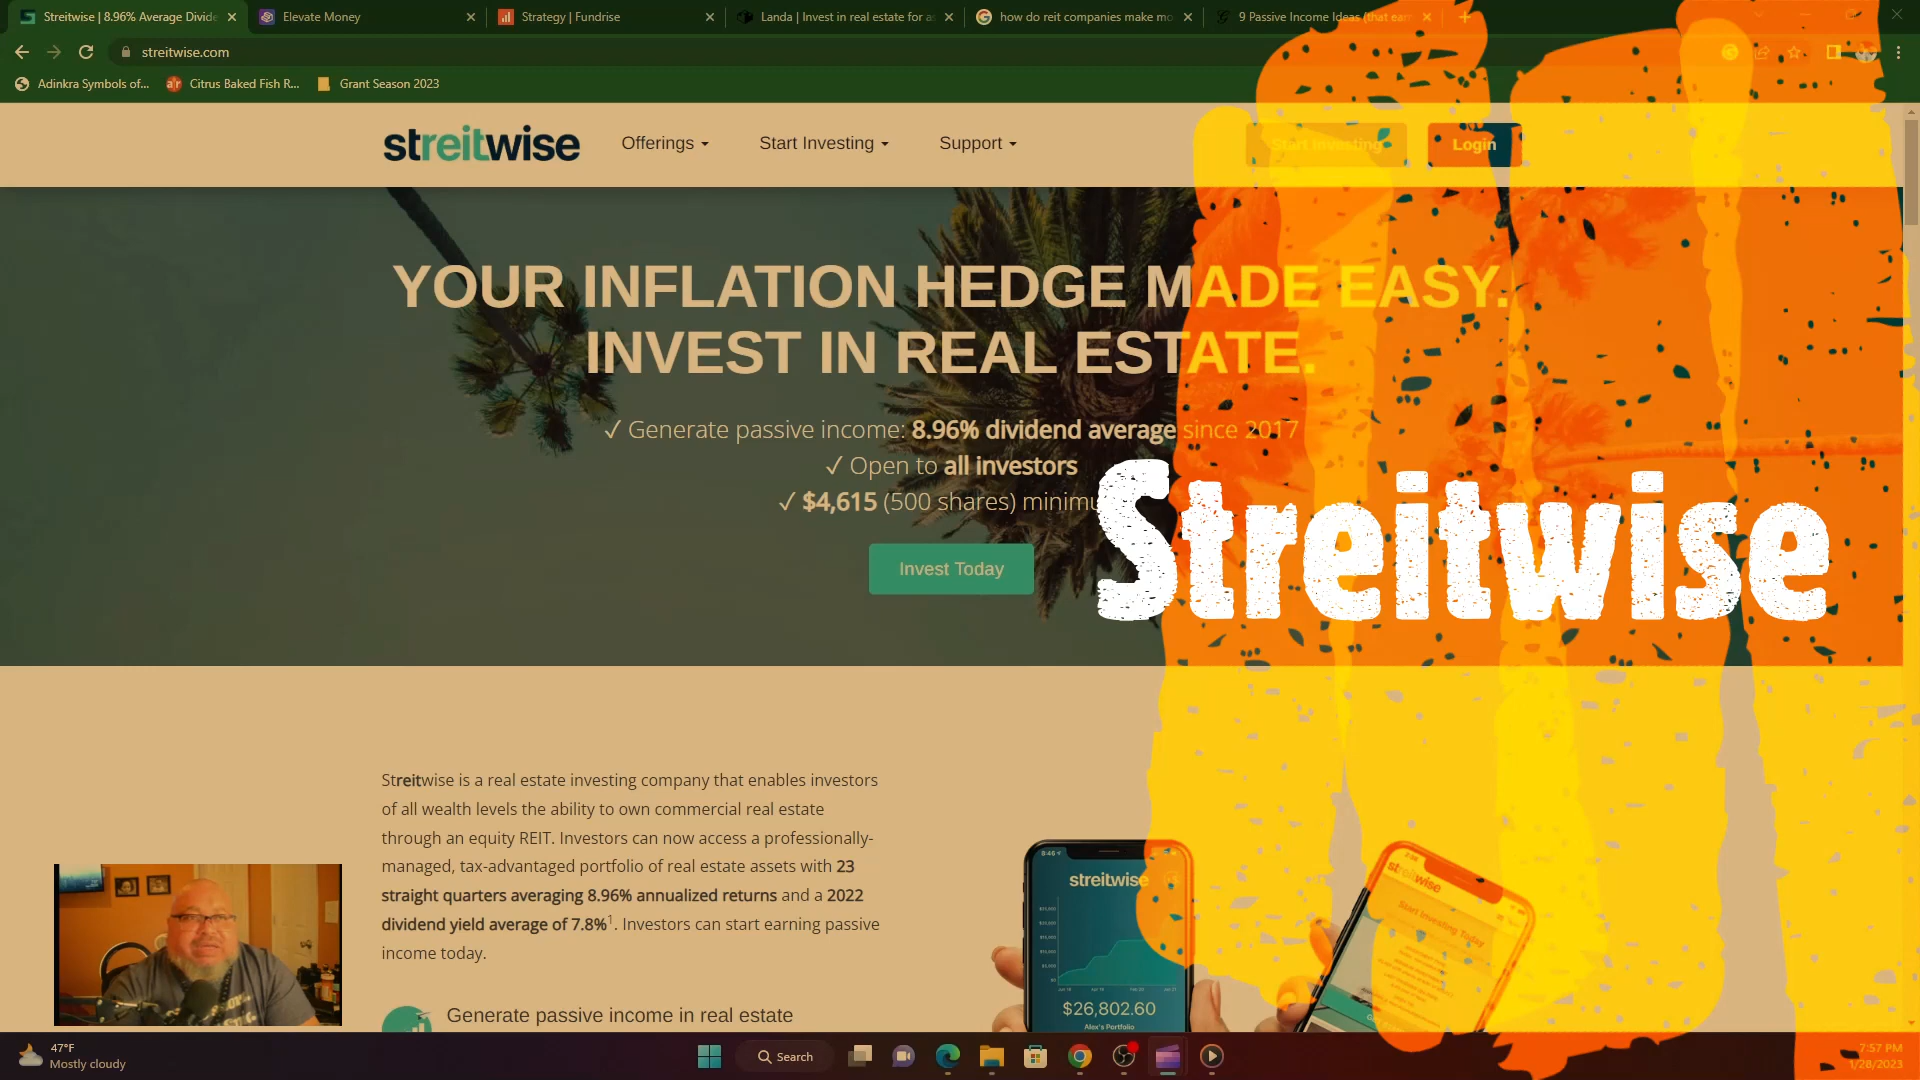 Streitwise | 8.96% Average Divide
Elevate Money
Strategy | Fundrise
Landa | Invest in real estate for as
how do reit companies make mo
9 Passive Income Ideas (that earn
streitwise.com
Adinkra Symbols of...
Citrus Baked Fish R...
Grant Season 2023
streitwise
Offerings
Start Investing
Support
Start Investing
Login
YOUR INFLATION HEDGE MADE EASY.
INVEST IN REAL ESTATE.
✓ Generate passive income: 8.96% dividend average since 2017
✓ Open to all investors
✓ $4,615 (500 shares) minimu
Streitwise
Invest Today
Streitwise is a real estate investing company that enables investors
of all wealth levels the ability to own commercial real estate
through an equity REIT. Investors can now access a professionally-
managed, tax-advantaged portfolio of real estate assets with 23
straight quarters averaging 8.96% annualized returns and a 2022
dividend yield average of 7.8%1. Investors can start earning passive
income today.
Generate passive income in real estate
streitwise
$26,802.60
Alex's Portfolio
streitwise
Start Investing Today
47°F
Mostly cloudy
Search
7:57 PM
1/28/2023